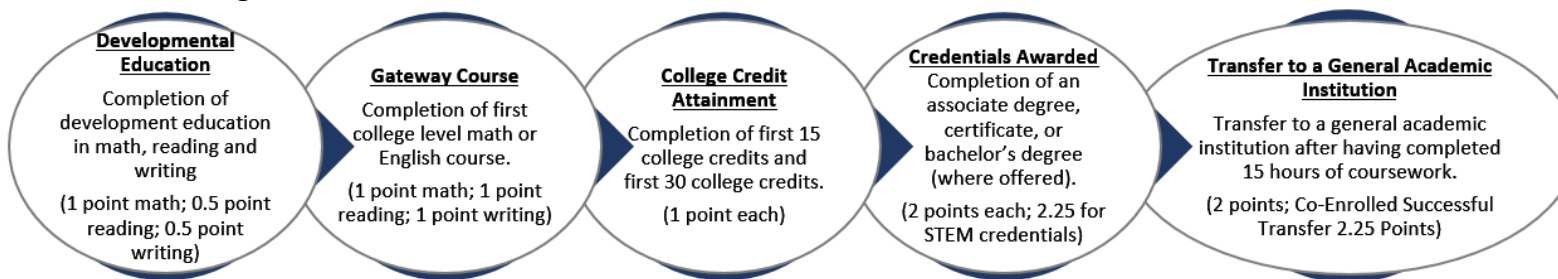 Developmental
Education
Completion of
development education
in math, reading and
writing
(1 point math; 0.5 point
reading; 0.5 point
writing)
Gateway Course
Completion of first
college level math or
English course.
(1 point math; 1 point
reading; 1 point writing)
College Credit
Attainment
Completion of first 15
college credits and
first 30 college credits.
(1 point each)
Credentials Awarded
Completion of an
associate degree,
certificate, or
bachelor’s degree
(where offered).
(2 points each; 2.25 for
STEM credentials)
Transfer to a General Academic
Institution
Transfer to a general academic
institution after having completed
15 hours of coursework.
(2 points; Co-Enrolled Successful
Transfer 2.25 Points)